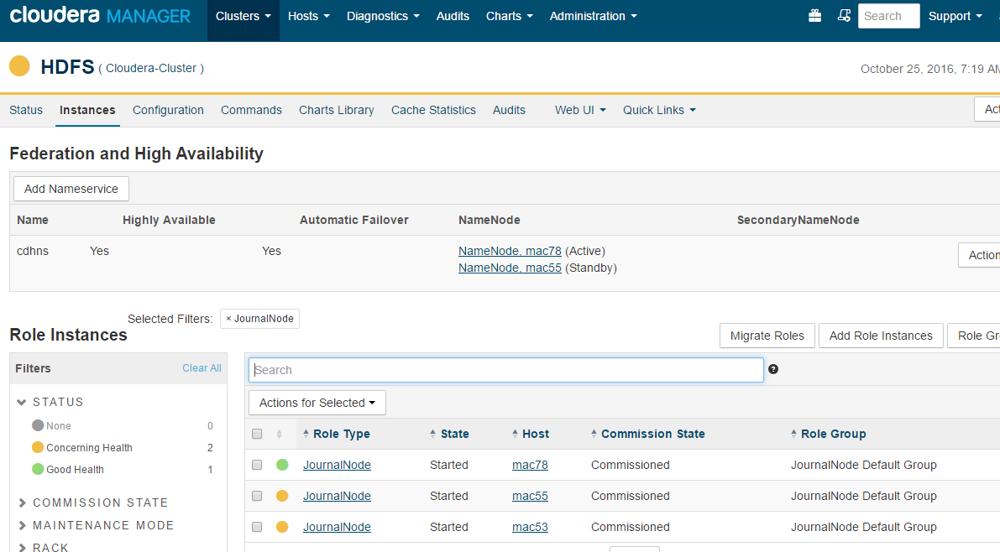 cloudera MANAGER Clusters Hosts Diagnostics Audits Charts Administration Search Support
HDFS ( Cloudera-Cluster ) October 25, 2016, 7:19 AM
Status Instances Configuration Commands Charts Library Cache Statistics Audits Web UI Quick Links Act
Federation and High Availability
Add Nameservice
Name Highly Available Automatic Failover NameNode SecondaryNameNode
cdhns Yes Yes NameNode, mac78 (Active) Action
NameNode, mac55 (Standby)
Selected Filters: × JournalNode
Role Instances Migrate Roles Add Role Instances Role Gr
Filters Clear All Search ?
STATUS Actions for Selected
None 0 Role Type State Host Commission State Role Group
Concerning Health 2
Good Health 1 JournalNode Started mac78 Commissioned JournalNode Default Group
COMMISSION STATE JournalNode Started mac55 Commissioned JournalNode Default Group
MAINTENANCE MODE JournalNode Started mac53 Commissioned JournalNode Default Group
RACK